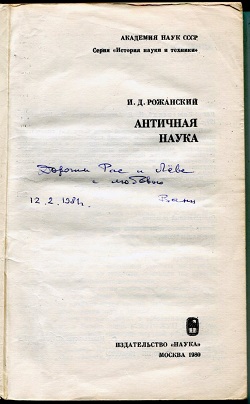 АКАДЕМИЯ НАУК СССР
Серия «История науки и техники»
И. Д. РОЖАНСКИЙ
АНТИЧНАЯ
НАУКА
Дорогим Рае и Лёве
с любовью
12.2.1981г.
ИЗДАТЕЛЬСТВО «НАУКА»
МОСКВА 1980